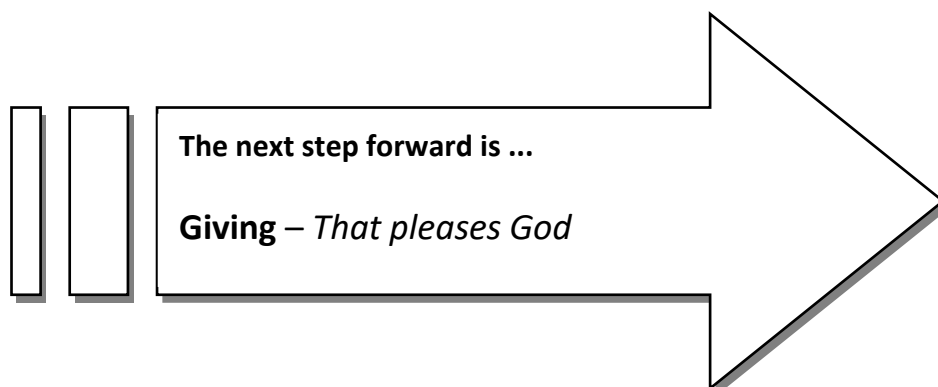 The next step forward is ...
Giving – That pleases God